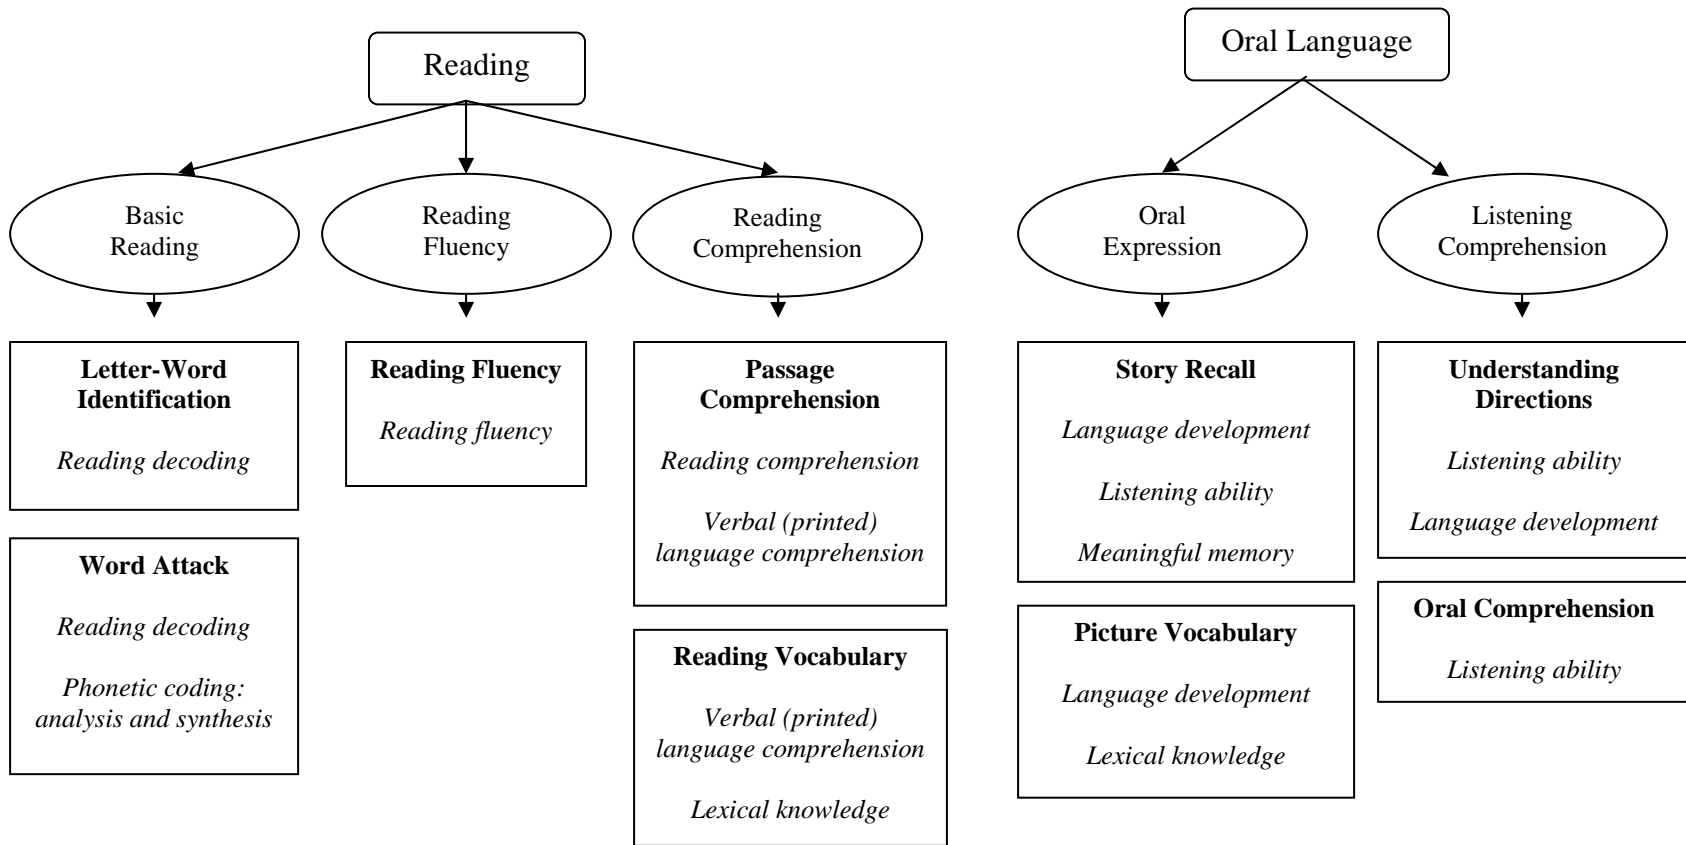 Reading
Oral Language
Basic
Reading
Reading
Fluency
Reading
Comprehension
Oral
Expression
Listening
Comprehension
Letter-Word
Identification
Reading decoding
Word Attack
Reading decoding
Phonetic coding:
analysis and synthesis
Reading Fluency
Reading fluency
Passage
Comprehension
Reading comprehension
Verbal (printed)
language comprehension
Reading Vocabulary
Verbal (printed)
language comprehension
Lexical knowledge
Story Recall
Language development
Listening ability
Meaningful memory
Picture Vocabulary
Language development
Lexical knowledge
Understanding
Directions
Listening ability
Language development
Oral Comprehension
Listening ability